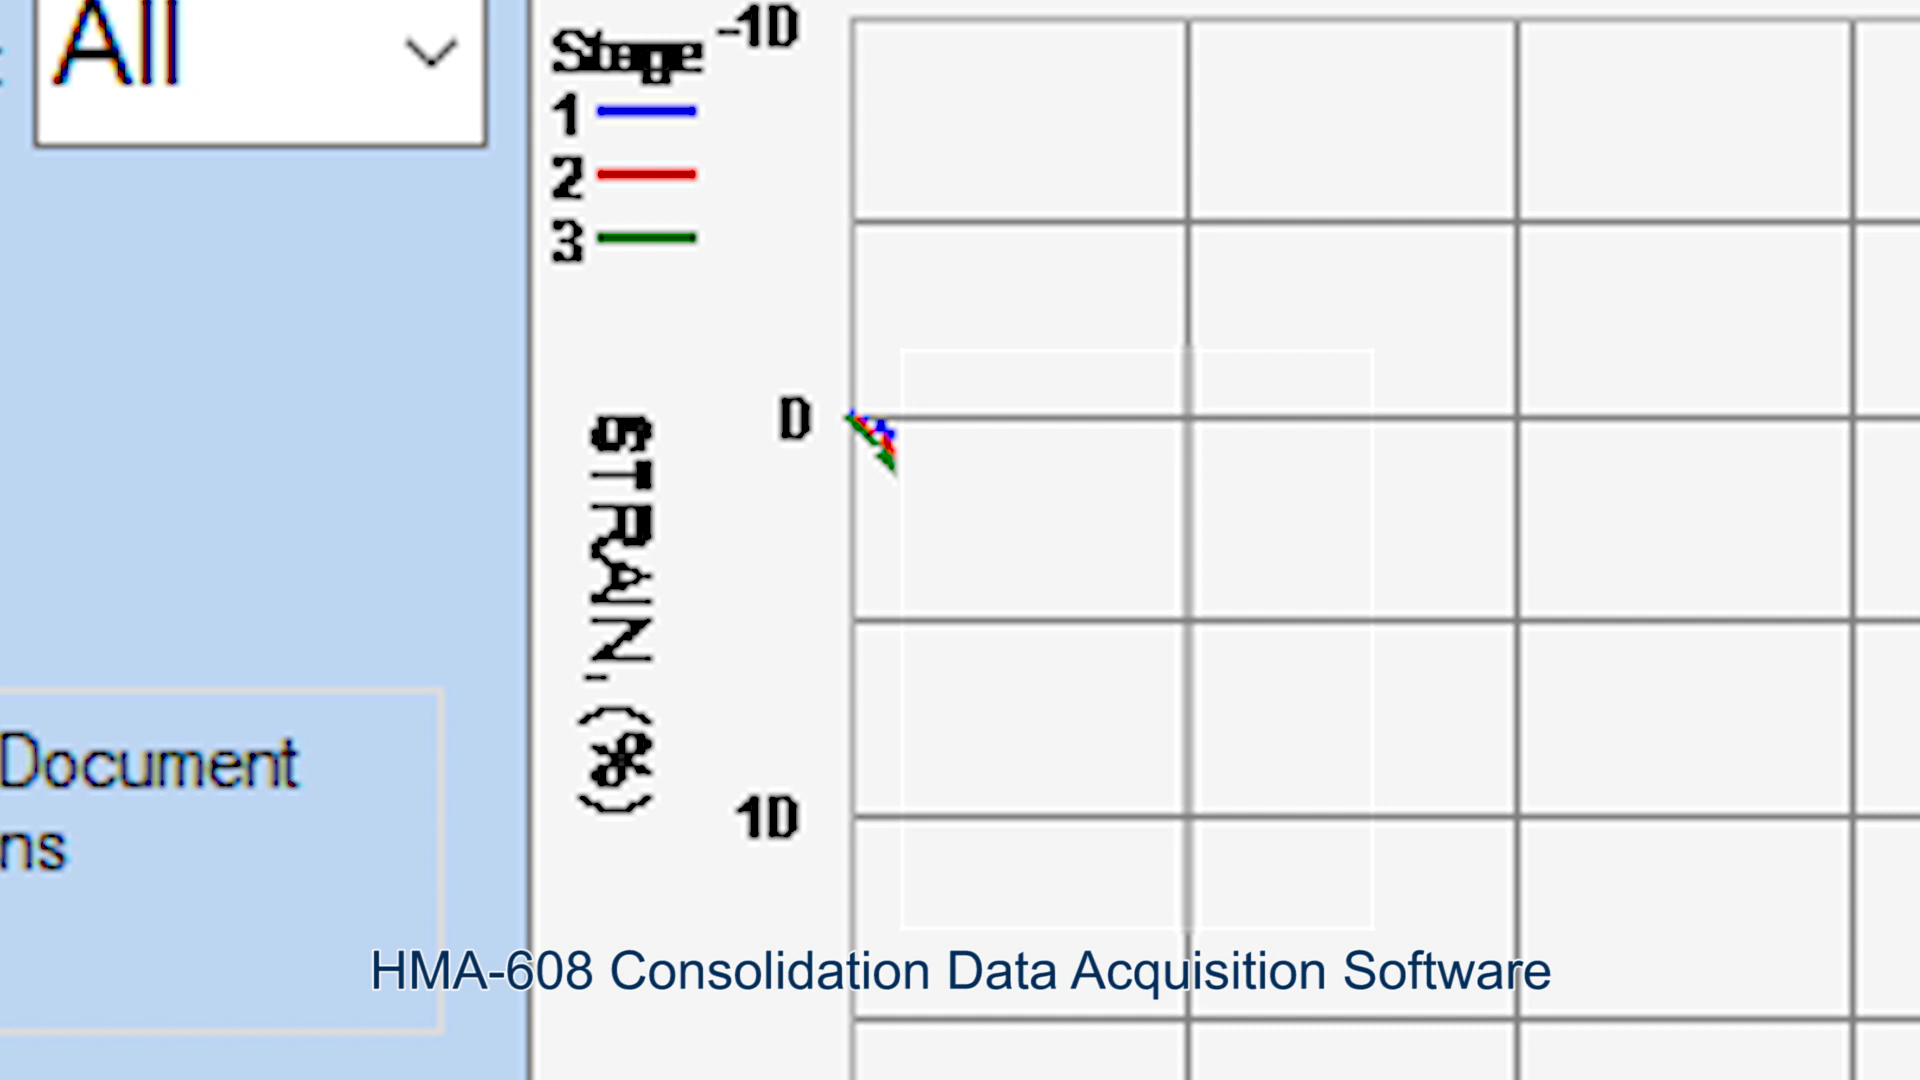 All
Stage
1
2
3
-10
0
10
STRAIN, (%)
Document
ns
HMA-608 Consolidation Data Acquisition Software